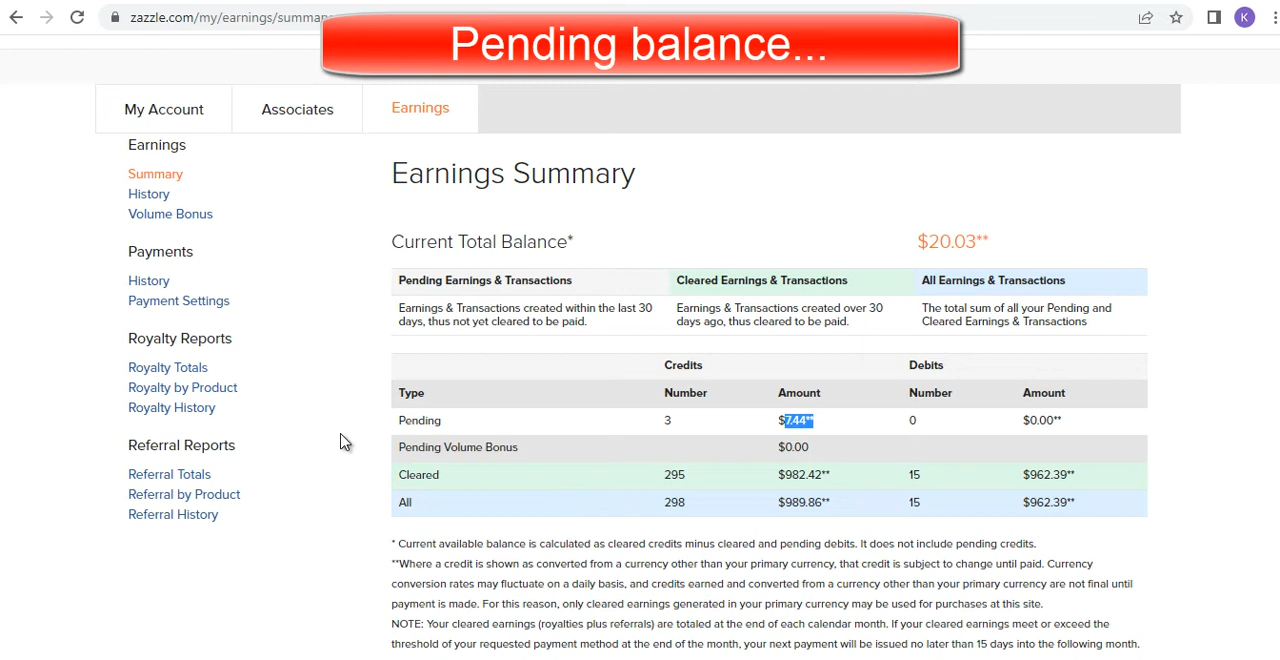 zazzle.com/my/earnings/summar
K
Pending balance...
My Account
Associates
Earnings
Earnings
Summary
History
Volume Bonus
Payments
History
Payment Settings
Royalty Reports
Royalty Totals
Royalty by Product
Royalty History
Referral Reports
Referral Totals
Referral by Product
Referral History
Earnings Summary
Current Total Balance* $20.03**
Pending Earnings & Transactions Cleared Earnings & Transactions All Earnings & Transactions
Earnings & Transactions created within the last 30 Earnings & Transactions created over 30 The total sum of all your Pending and
days, thus not yet cleared to be paid. days ago, thus cleared to be paid. Cleared Earnings & Transactions
Credits Debits
Type Number Amount Number Amount
Pending 3 $7.44** 0 $0.00**
Pending Volume Bonus $0.00
Cleared 295 $982.42** 15 $962.39**
All 298 $989.86** 15 $962.39**
* Current available balance is calculated as cleared credits minus cleared and pending debits. It does not include pending credits.
**Where a credit is shown as converted from a currency other than your primary currency, that credit is subject to change until paid. Currency
conversion rates may fluctuate on a daily basis, and credits earned and converted from a currency other than your primary currency are not final until
payment is made. For this reason, only cleared earnings generated in your primary currency may be used for purchases at this site.
NOTE: Your cleared earnings (royalties plus referrals) are totaled at the end of each calendar month. If your cleared earnings meet or exceed the
threshold of your requested payment method at the end of the month, your next payment will be issued no later than 15 days into the following month.